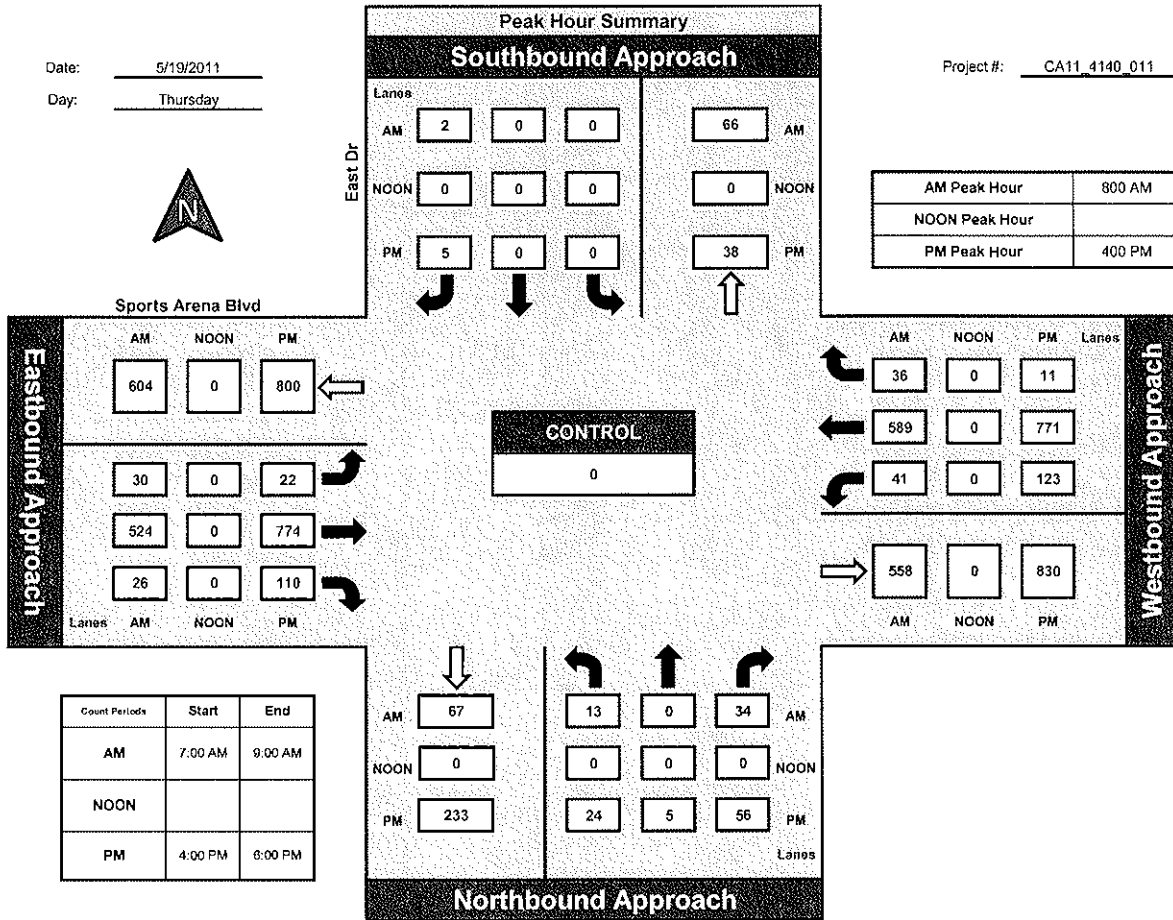 Peak Hour Summary
Southbound Approach
Date: 5/19/2011
Day: Thursday
Project #: CA11_4140_011
N
East Dr
Lanes
AM 2 0 0 66 AM
NOON 0 0 0 0 NOON
PM 5 0 0 38 PM
AM Peak Hour 800 AM
NOON Peak Hour
PM Peak Hour 400 PM
Sports Arena Blvd
Eastbound Approach
AM NOON PM
604 0 800
30 0 22
524 0 774
26 0 110
Lanes AM NOON PM
CONTROL
0
Westbound Approach
AM NOON PM Lanes
36 0 11
589 0 771
41 0 123
558 0 830
AM NOON PM
Count Periods Start End
AM 7:00 AM 9:00 AM
NOON
PM 4:00 PM 6:00 PM
AM 67 13 0 34 AM
NOON 0 0 0 0 NOON
PM 233 24 5 56 PM
Lanes
Northbound Approach